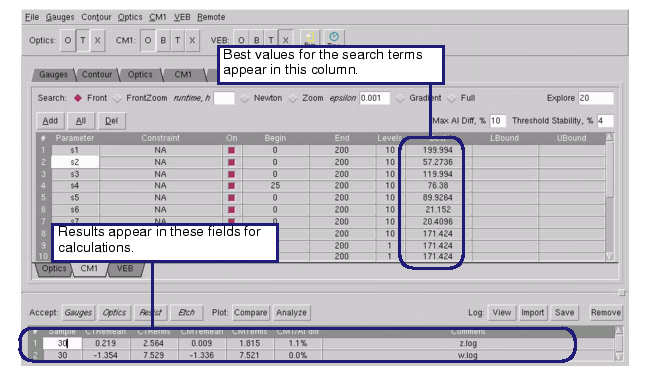 File Gauges Contour Optics CM1 VEB Remote
Optics: O T X CM1: O B T X VEB: O B T X
Best values for the search terms
appear in this column.
Gauges Contour Optics CM1
Search: Front FrontZoom runtime, h Newton Zoom epsilon 0.001 Gradient Full Explore 20
Add All Del Max AI Diff, % 10 Threshold Stability, % 4
# Parameter Constraint On Begin End Levels LBound UBound
1 s1 NA 0 200 10 199.994
2 s2 NA 0 200 10 57.2736
3 s3 NA 0 200 10 119.994
4 s4 NA 25 200 10 76.38
5 s5 NA 0 200 10 89.9264
6 s6 NA 0 200 10 21.152
7 s7 NA 0 200 10 20.4096
8 200 10 171.424
9 200 1 171.424
10 200 1 171.424
Results appear in these fields for
calculations.
Optics CM1 VEB
Accept: Gauges Optics Resist Etch Plot: Compare Analyze Log: View Import Save Remove
# Sample CTRemean CTRerms CMTemean CMTerms CMT/AI diff Comment
1 30 0.219 2.564 0.009 1.815 1.1% z.log
2 30 -1.354 7.529 -1.336 7.521 0.0% w.log